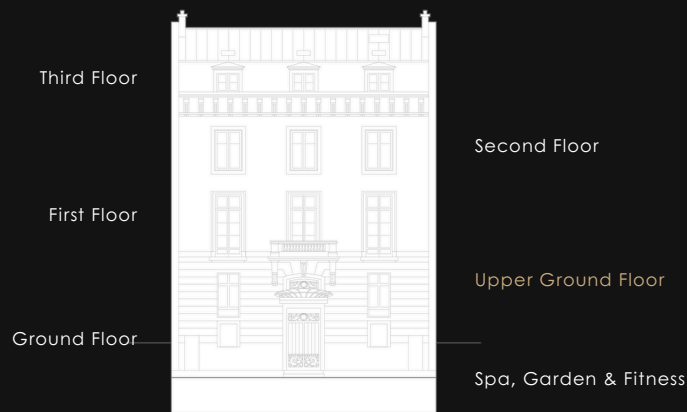 Third Floor
Second Floor
First Floor
Upper Ground Floor
Ground Floor
Spa, Garden & Fitness